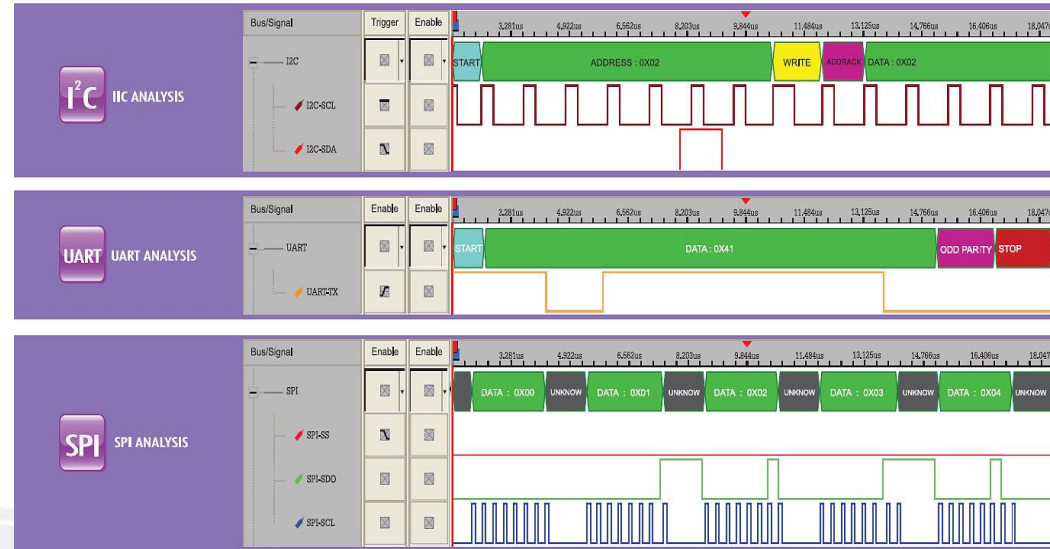 Bus/Signal Trigger Enable 3,281us 4,922us 6,562us 8,203us 9,844us 11,484us 13,125us 14,766us 16,406us 18,047
I2C START ADDRESS : 0X02 WRITE ADDRACK DATA : 0X02
I2C IIC ANALYSIS
I2C-SCL
I2C-SDA
Bus/Signal Enable Enable 3,281us 4,922us 6,562us 8,203us 9,844us 11,484us 13,125us 14,766us 16,406us 18,047
UART START DATA : 0X41 ODD PARITY STOP
UART UART ANALYSIS
UART-TX
Bus/Signal Enable Enable 3,281us 4,922us 6,562us 8,203us 9,844us 11,484us 13,125us 14,766us 16,406us 18,047
SPI DATA : 0X00 UNKNOW DATA : 0X01 UNKNOW DATA : 0X02 UNKNOW DATA : 0X03 UNKNOW DATA : 0X04 UNKNOW
SPI-SS
SPI SPI ANALYSIS
SPI-SDO
SPI-SCL